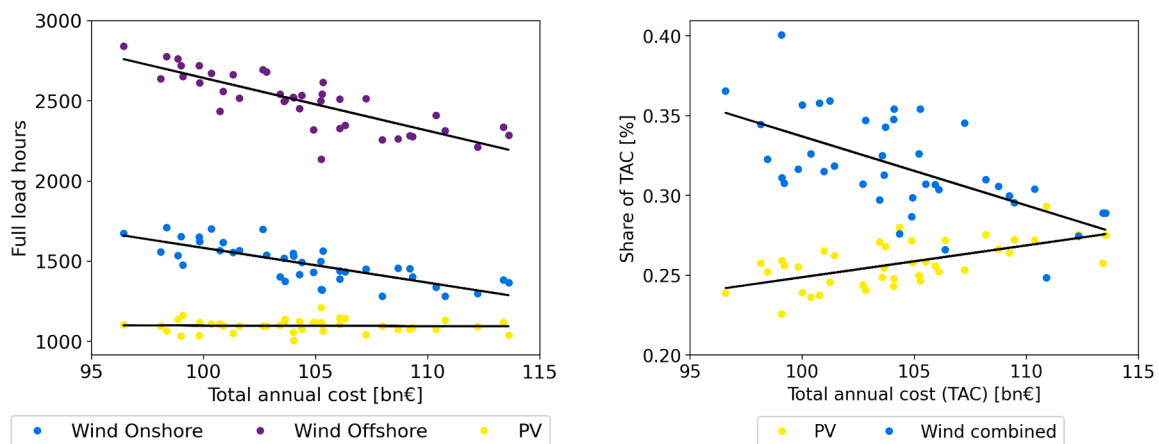 3000
2500
2000
1500
1000
Full load hours
95 100 105 110 115
Total annual cost [bn€]
Wind Onshore Wind Offshore PV
0.40
0.35
0.30
0.25
0.20
Share of TAC [%]
95 100 105 110 115
Total annual cost (TAC) [bn€]
PV Wind combined